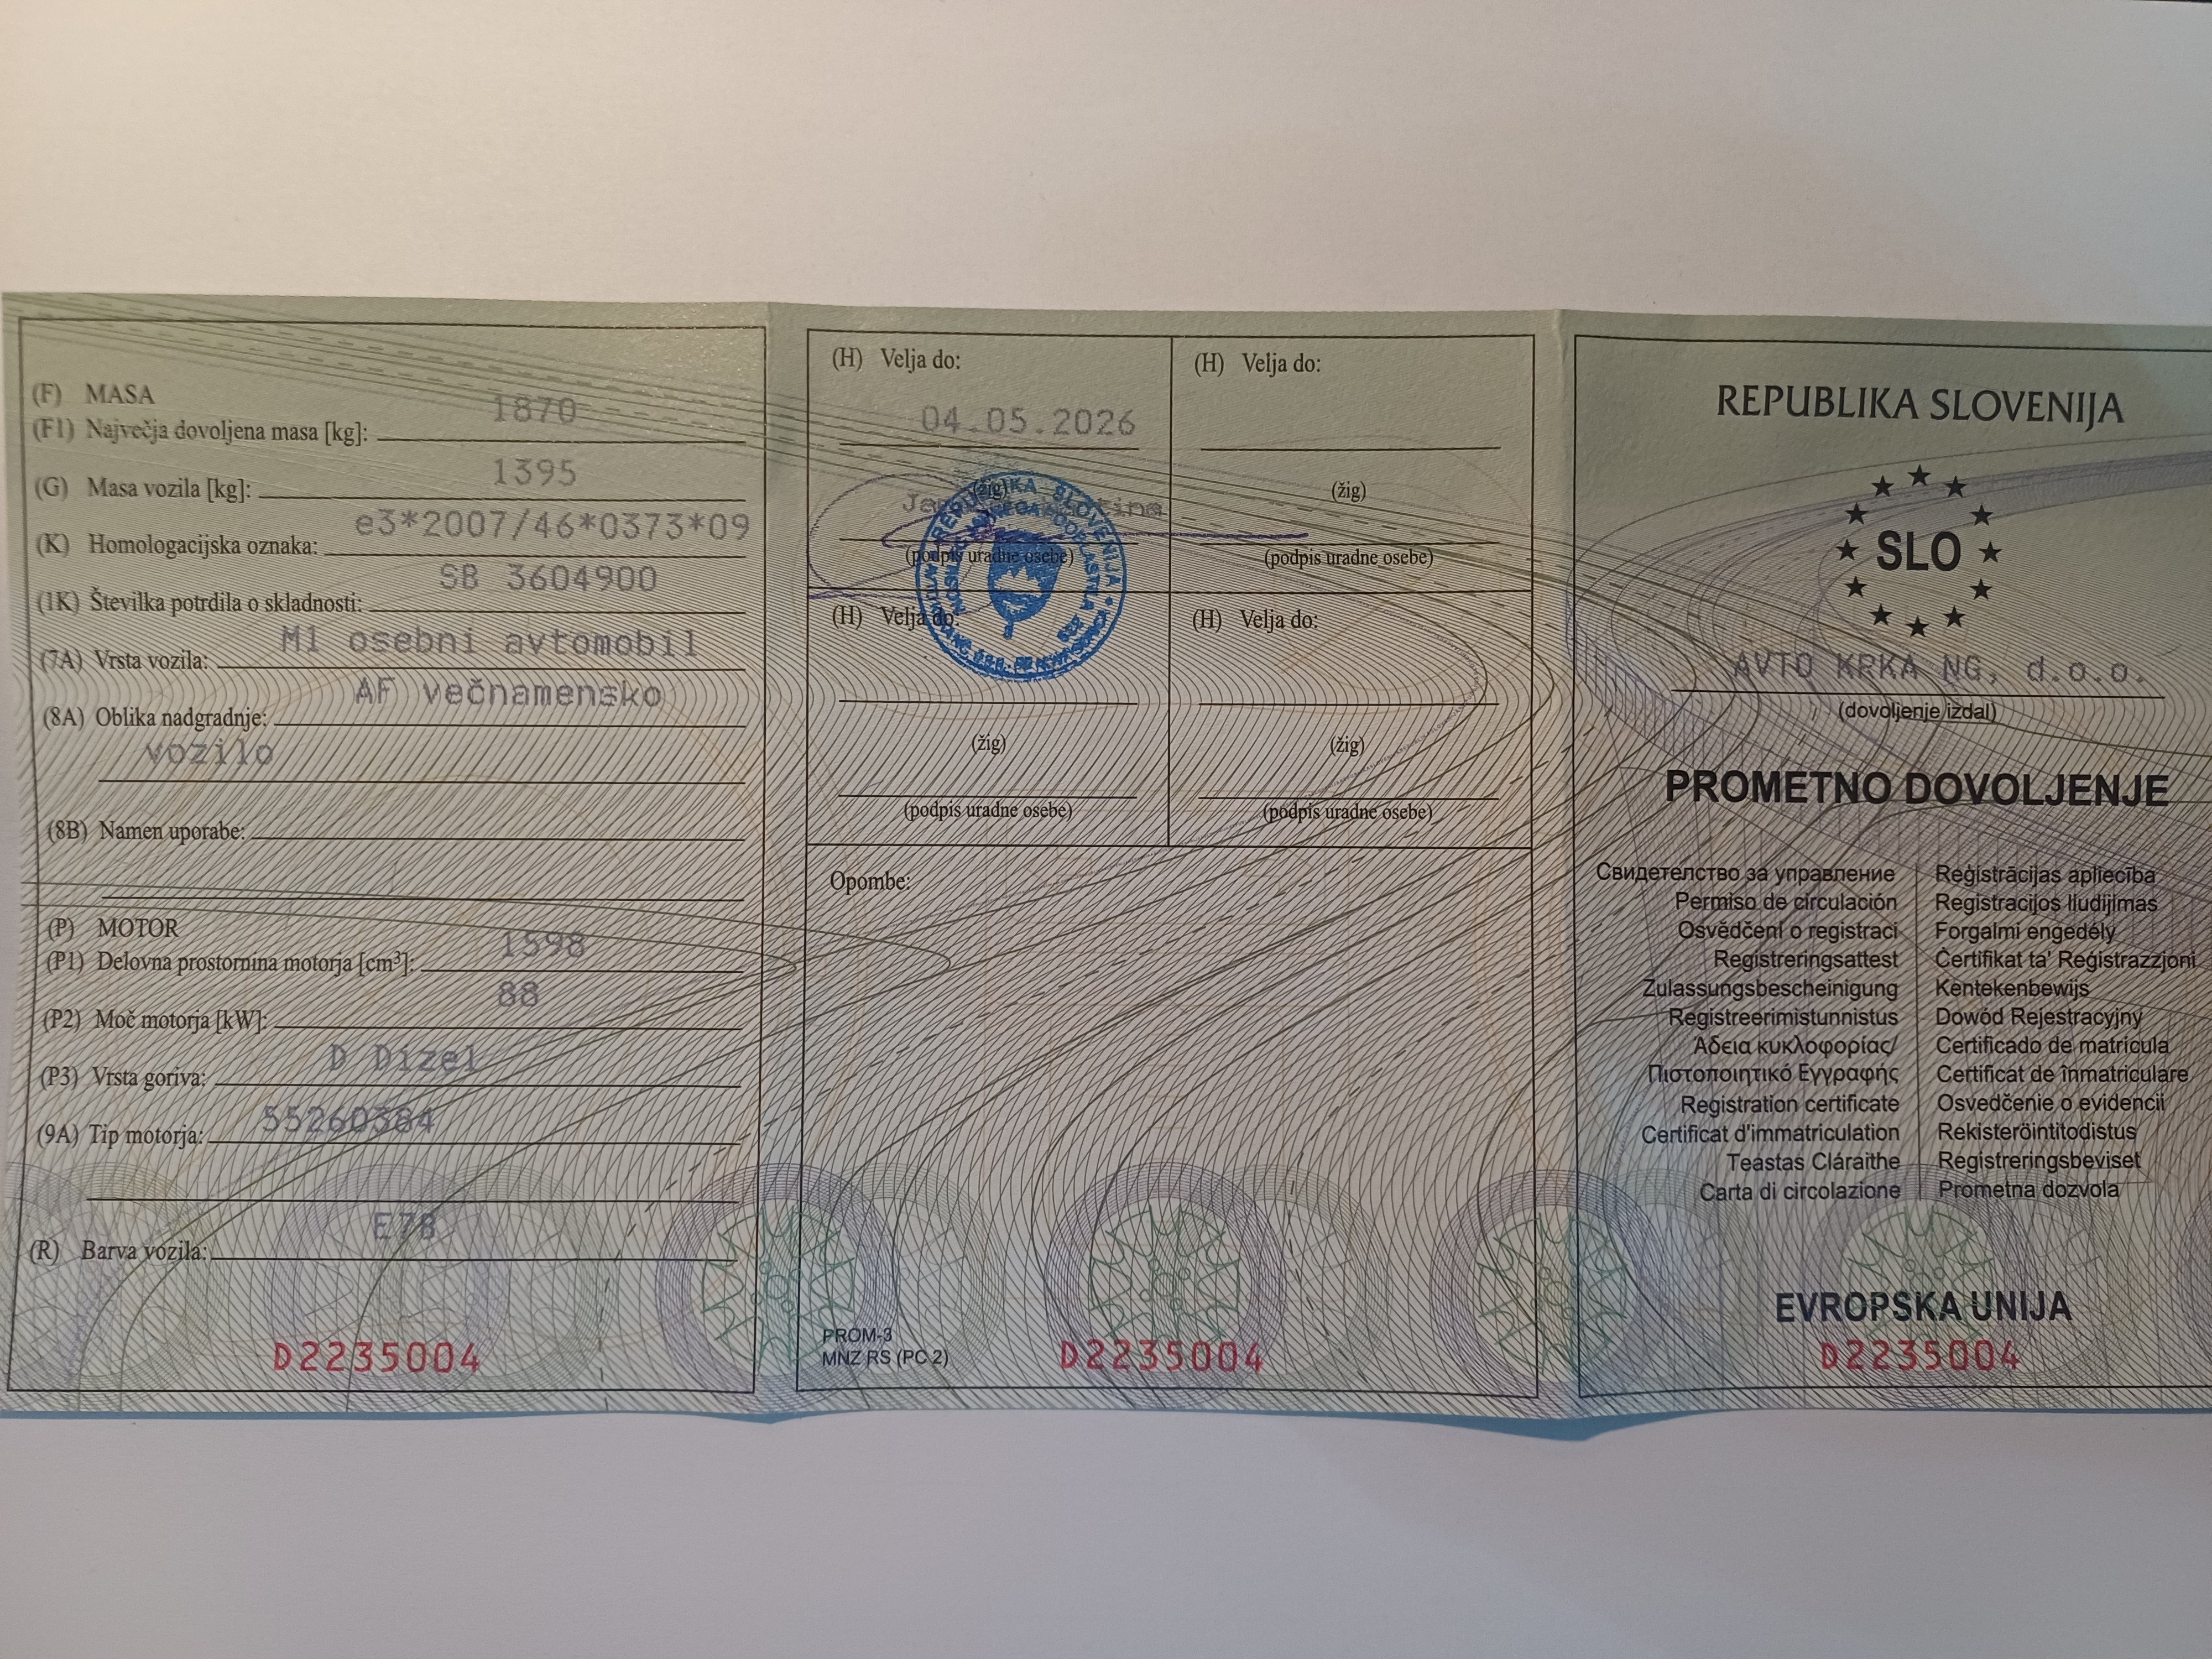 (F) MASA
(F1) Največja dovoljena masa [kg]: 1870
(G) Masa vozila [kg]: 1395
(K) Homologacijska oznaka: e3*2007/46*0373*09
(1K) Številka potrdila o skladnosti: SB 3604900
(7A) Vrsta vozila: M1 osebni avtomobil
(8A) Oblika nadgradnje: AF večnamensko
vozilo
(8B) Namen uporabe:
(P) MOTOR
(P1) Delovna prostornina motorja [cm³]: 1598
(P2) Moč motorja [kW]: 88
(P3) Vrsta goriva: D Dizel
(9A) Tip motorja: 55260384
(R) Barva vozila: E78
D2235004
(H) Velja do:
04.05.2026
(žig)
(podpis uradne osebe)
(H) Velja do:
(žig)
(podpis uradne osebe)
(H) Velja do:
(žig)
(podpis uradne osebe)
(H) Velja do:
(žig)
(podpis uradne osebe)
REPUBLIKA SLOVENIJA
Opombe:
PROM-3
MNZ RS (PC 2)
D2235004
REPUBLIKA SLOVENIJA
SLO
AVTO KRKA NG, d.o.o.
(dovoljenje izdal)
PROMETNO DOVOLJENJE
Свидетелство за управление
Permiso de circulación
Osvědčení o registraci
Registreringsattest
Zulassungsbescheinigung
Registreerimistunnistus
Άδεια κυκλοφορίας/
Πιστοποιητικό Εγγραφής
Registration certificate
Certificat d'immatriculation
Teastas Cláraithe
Carta di circolazione
Reģistrācijas apliecība
Registracijos liudijimas
Forgalmi engedély
Ċertifikat ta' Reġistrazzjoni
Kentekenbewijs
Dowód Rejestracyjny
Certificado de matrícula
Certificat de înmatriculare
Osvedčenie o evidencii
Rekisteröintitodistus
Registreringsbeviset
Prometna dozvola
EVROPSKA UNIJA
D2235004